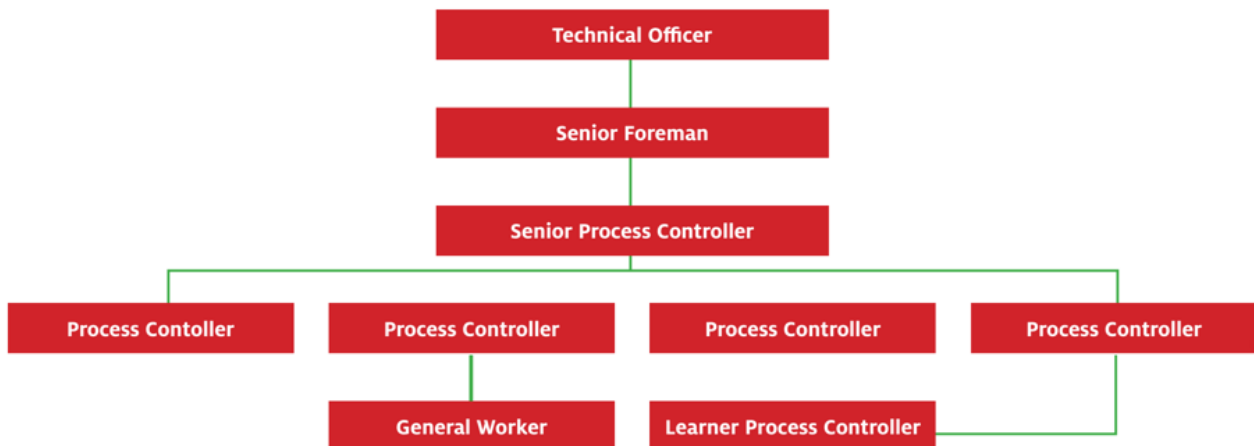 Technical Officer
Senior Foreman
Senior Process Controller
Process Contoller
Process Controller
Process Controller
Process Controller
General Worker
Learner Process Controller